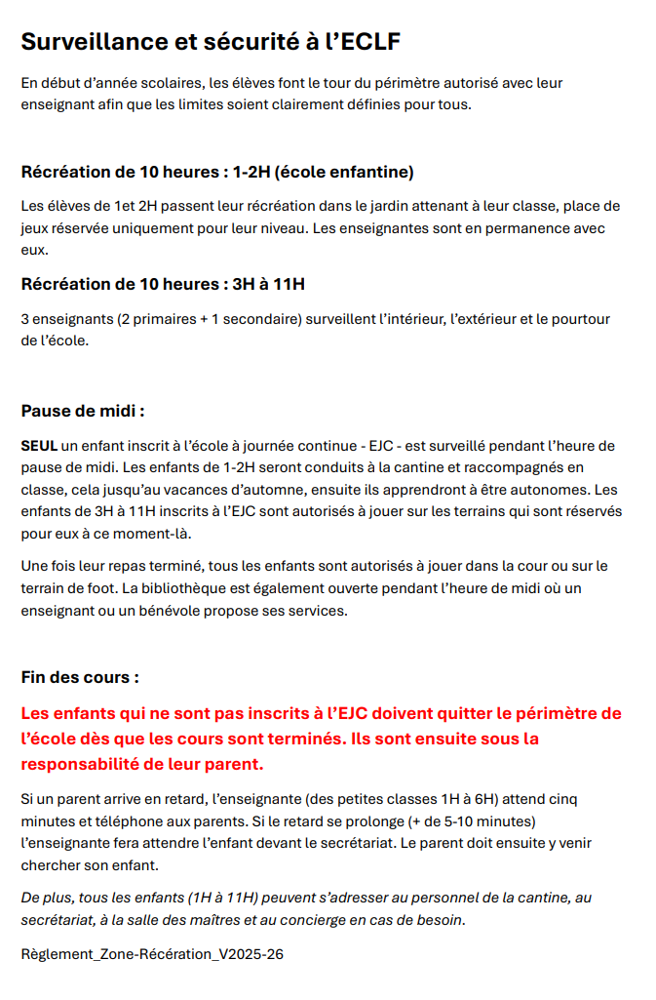 Surveillance et sécurité à l’ECLF
En début d’année scolaires, les élèves font le tour du périmètre autorisé avec leur
enseignant afin que les limites soient clairement définies pour tous.
Récréation de 10 heures : 1-2H (école enfantine)
Les élèves de 1et 2H passent leur récréation dans le jardin attenant à leur classe, place de
jeux réservée uniquement pour leur niveau. Les enseignantes sont en permanence avec
eux.
Récréation de 10 heures : 3H à 11H
3 enseignants (2 primaires + 1 secondaire) surveillent l’intérieur, l’extérieur et le pourtour
de l’école.
Pause de midi :
SEUL un enfant inscrit à l’école à journée continue - EJC - est surveillé pendant l’heure de
pause de midi. Les enfants de 1-2H seront conduits à la cantine et raccompagnés en
classe, cela jusqu’au vacances d’automne, ensuite ils apprendront à être autonomes. Les
enfants de 3H à 11H inscrits à l’EJC sont autorisés à jouer sur les terrains qui sont réservés
pour eux à ce moment-là.
Une fois leur repas terminé, tous les enfants sont autorisés à jouer dans la cour ou sur le
terrain de foot. La bibliothèque est également ouverte pendant l’heure de midi où un
enseignant ou un bénévole propose ses services.
Fin des cours :
Les enfants qui ne sont pas inscrits à l’EJC doivent quitter le périmètre de
l’école dès que les cours sont terminés. Ils sont ensuite sous la
responsabilité de leur parent.
Si un parent arrive en retard, l’enseignante (des petites classes 1H à 6H) attend cinq
minutes et téléphone aux parents. Si le retard se prolonge (+ de 5-10 minutes)
l’enseignante fera attendre l’enfant devant le secrétariat. Le parent doit ensuite y venir
chercher son enfant.
De plus, tous les enfants (1H à 11H) peuvent s’adresser au personnel de la cantine, au
secrétariat, à la salle des maîtres et au concierge en cas de besoin.
Règlement_Zone-Récération_V2025-26